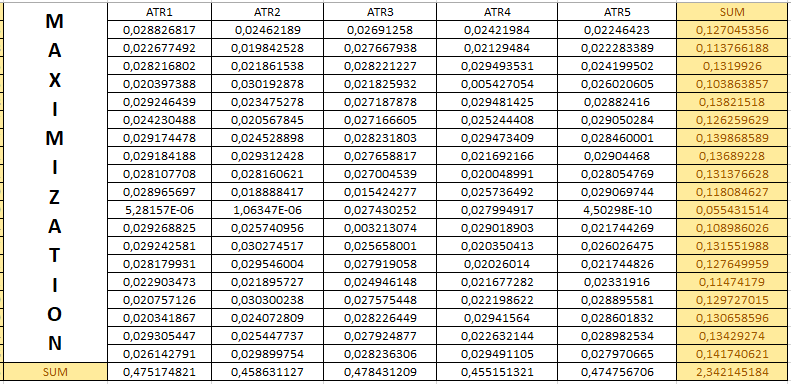 MAXIMIZATION
ATR1 ATR2 ATR3 ATR4 ATR5 SUM
0,028826817 0,02462189 0,02691258 0,02421984 0,02246423 0,127045356
0,022677492 0,019842528 0,027667938 0,02129484 0,022283389 0,113766188
0,028216802 0,021861538 0,028221227 0,029493531 0,024199502 0,1319926
0,020397388 0,030192878 0,021825932 0,005427054 0,026020605 0,103863857
0,029246439 0,023475278 0,027187878 0,029481425 0,02882416 0,13821518
0,024230488 0,020567845 0,027166605 0,025244408 0,029050284 0,126259629
0,029174478 0,024528898 0,028231803 0,029473409 0,028460001 0,139868589
0,029184188 0,029312428 0,027658817 0,021692166 0,02904468 0,13689228
0,028107708 0,028160621 0,027004539 0,020048991 0,028054769 0,131376628
0,028965697 0,018888417 0,015424277 0,025736492 0,029069744 0,118084627
5,28157E-06 1,06347E-06 0,027430252 0,027994917 4,50298E-10 0,055431514
0,029268825 0,025740956 0,003213074 0,029018903 0,021744269 0,108986026
0,029242581 0,030274517 0,025658001 0,020350413 0,026026475 0,131551988
0,028179931 0,029546004 0,027919058 0,02026014 0,021744826 0,127649959
0,022903473 0,021895727 0,024946148 0,021677282 0,02331916 0,11474179
0,020757126 0,030300238 0,027575448 0,022198622 0,028895581 0,129727015
0,020341867 0,024072809 0,028226449 0,02941564 0,028601832 0,130658596
0,029305447 0,025447737 0,027924877 0,022632144 0,028982534 0,13429274
0,026142791 0,029899754 0,028236306 0,029491105 0,027970665 0,141740621
SUM 0,475174821 0,458631127 0,478431209 0,455151321 0,474756706 2,342145184